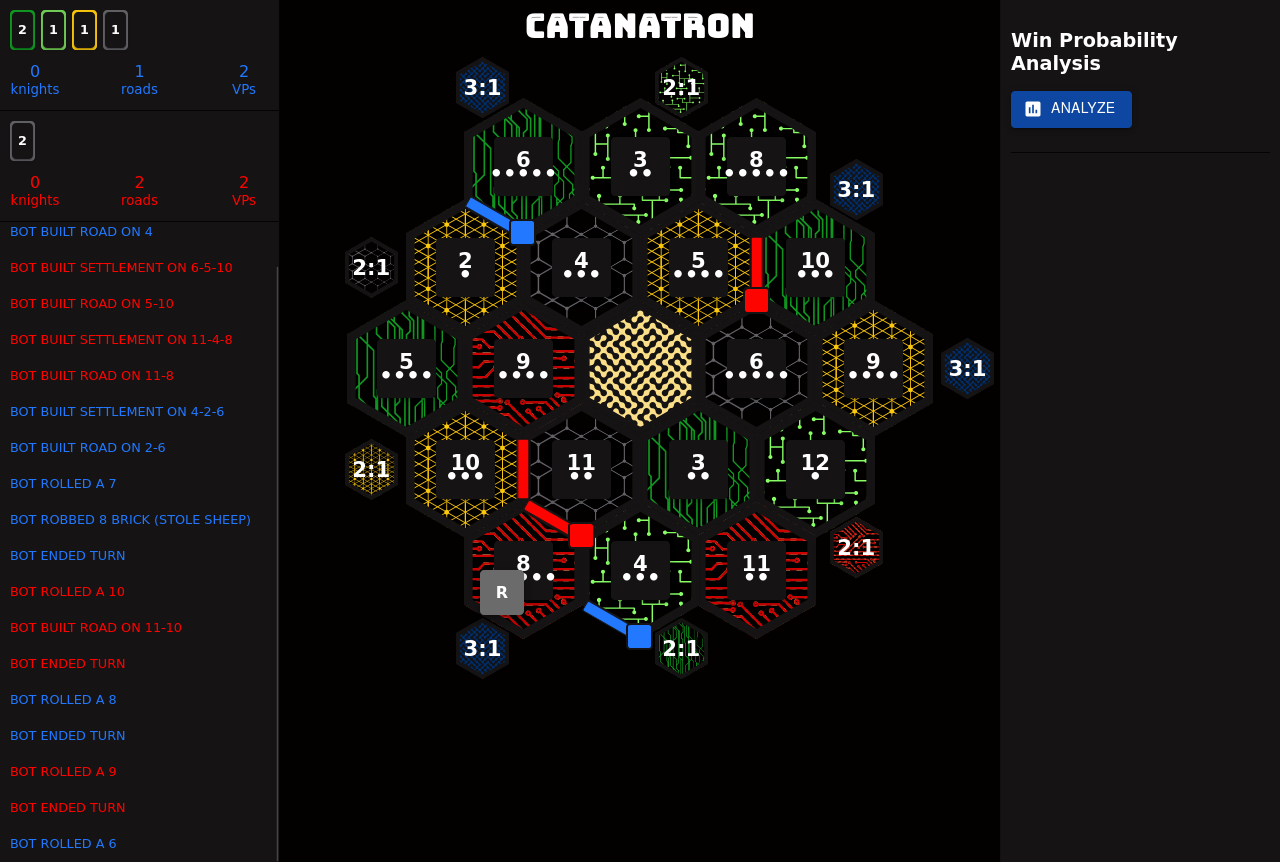 2 1 1 1
0 1 2
knights roads VPs
2
0 2 2
knights roads VPs
BOT BUILT ROAD ON 4
BOT BUILT SETTLEMENT ON 6-5-10
BOT BUILT ROAD ON 5-10
BOT BUILT SETTLEMENT ON 11-4-8
BOT BUILT ROAD ON 11-8
BOT BUILT SETTLEMENT ON 4-2-6
BOT BUILT ROAD ON 2-6
BOT ROLLED A 7
BOT ROBBED 8 BRICK (STOLE SHEEP)
BOT ENDED TURN
BOT ROLLED A 10
BOT BUILT ROAD ON 11-10
BOT ENDED TURN
BOT ROLLED A 8
BOT ENDED TURN
BOT ROLLED A 9
BOT ENDED TURN
BOT ROLLED A 6
CATANATRON
3:1 2:1
6 3 8
3:1
2:1 2 4 5 10
5 9 6 9 3:1
2:1 10 11 3 12
2:1
8 4 11
R
3:1 2:1
Win Probability
Analysis
ANALYZE